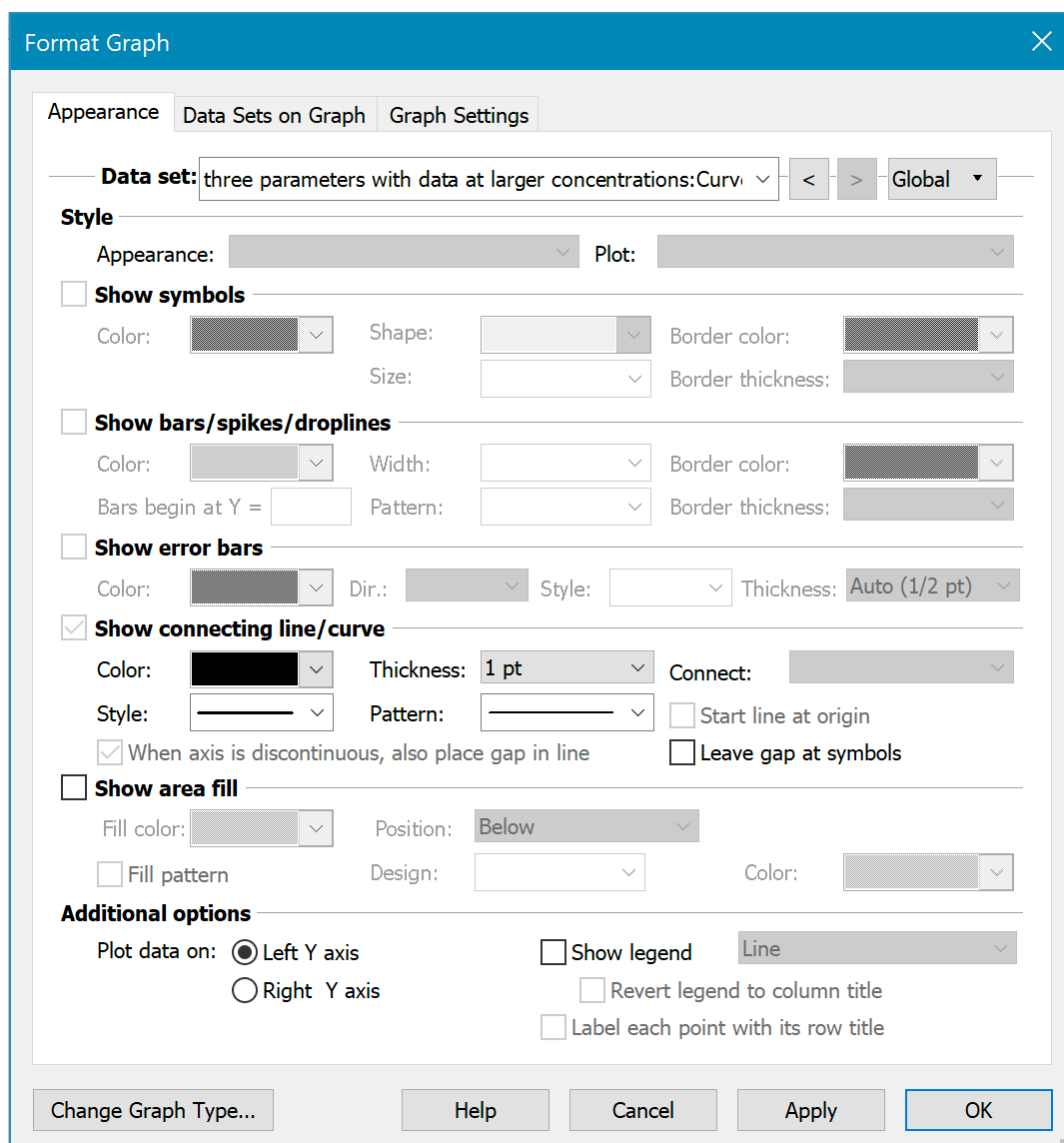 Format Graph
Appearance Data Sets on Graph Graph Settings
Data set: three parameters with data at larger concentrations:Curve < > Global
Style
Appearance: Plot:
Show symbols
Color: Shape: Border color:
Size: Border thickness:
Show bars/spikes/droplines
Color: Width: Border color:
Bars begin at Y = Pattern: Border thickness:
Show error bars
Color: Dir.: Style: Thickness: Auto (1/2 pt)
Show connecting line/curve
Color: Thickness: 1 pt Connect:
Style: Pattern: Start line at origin
When axis is discontinuous, also place gap in line Leave gap at symbols
Show area fill
Fill color: Position: Below
Fill pattern Design: Color:
Additional options
Plot data on: Left Y axis Show legend Line
Right Y axis Revert legend to column title
Label each point with its row title
Change Graph Type... Help Cancel Apply OK